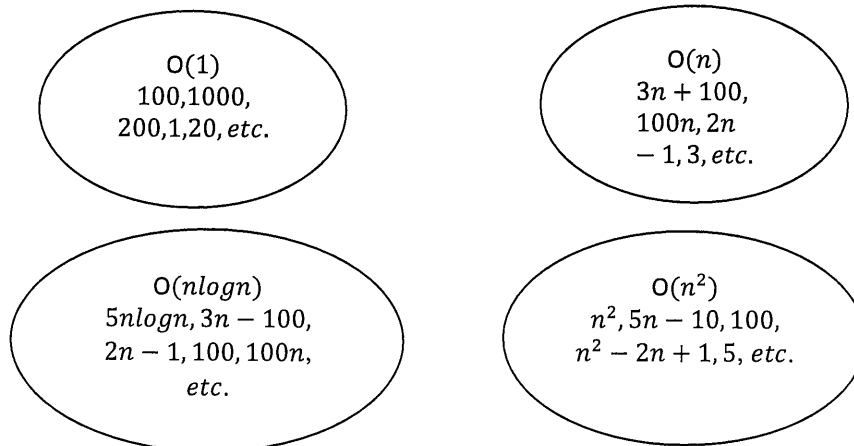 O(1)
100,1000,
200,1,20, etc.
O(n)
3n + 100,
100n, 2n
− 1, 3, etc.
O(nlogn)
5nlogn, 3n − 100,
2n − 1, 100, 100n,
etc.
O(n²)
n², 5n − 10, 100,
n² − 2n + 1, 5, etc.